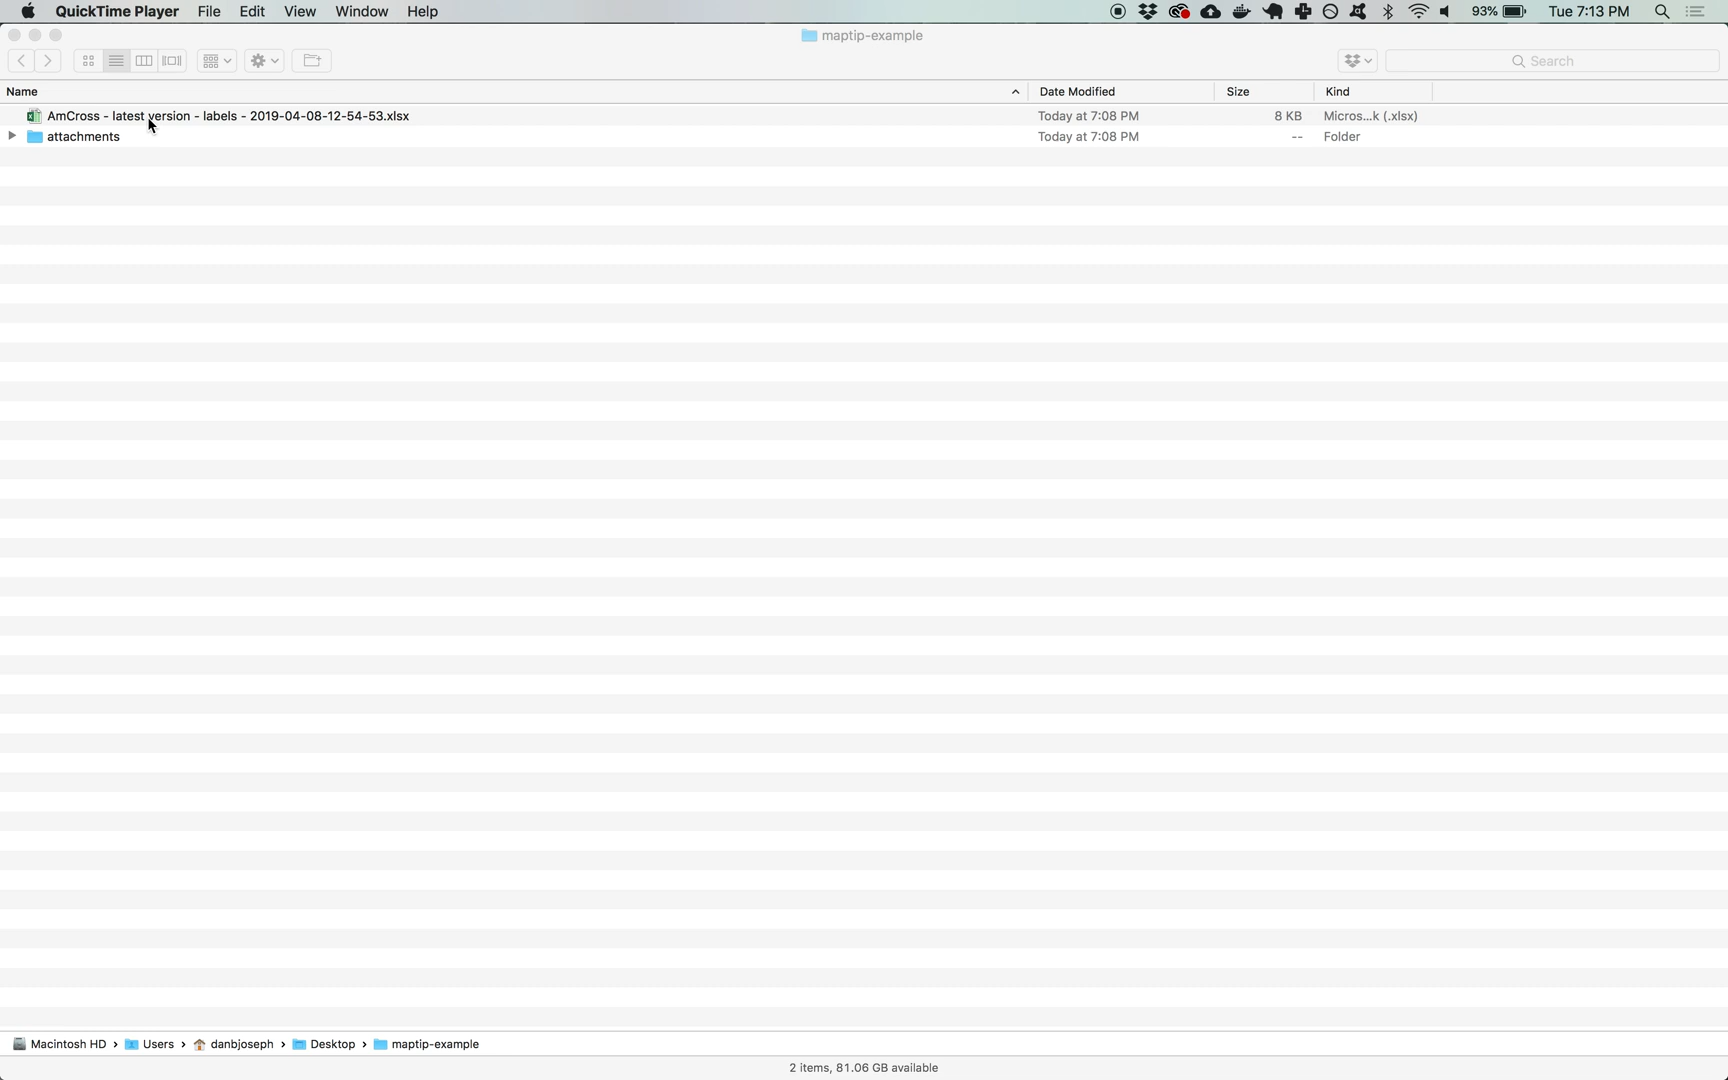 QuickTime Player File Edit View Window Help 93% Tue 7:13 PM
maptip-example
Search
Name Date Modified Size Kind
AmCross - latest version - labels - 2019-04-08-12-54-53.xlsx Today at 7:08 PM 8 KB Micros...k (.xlsx)
attachments Today at 7:08 PM -- Folder
Macintosh HD › Users › danbjoseph › Desktop › maptip-example
2 items, 81.06 GB available